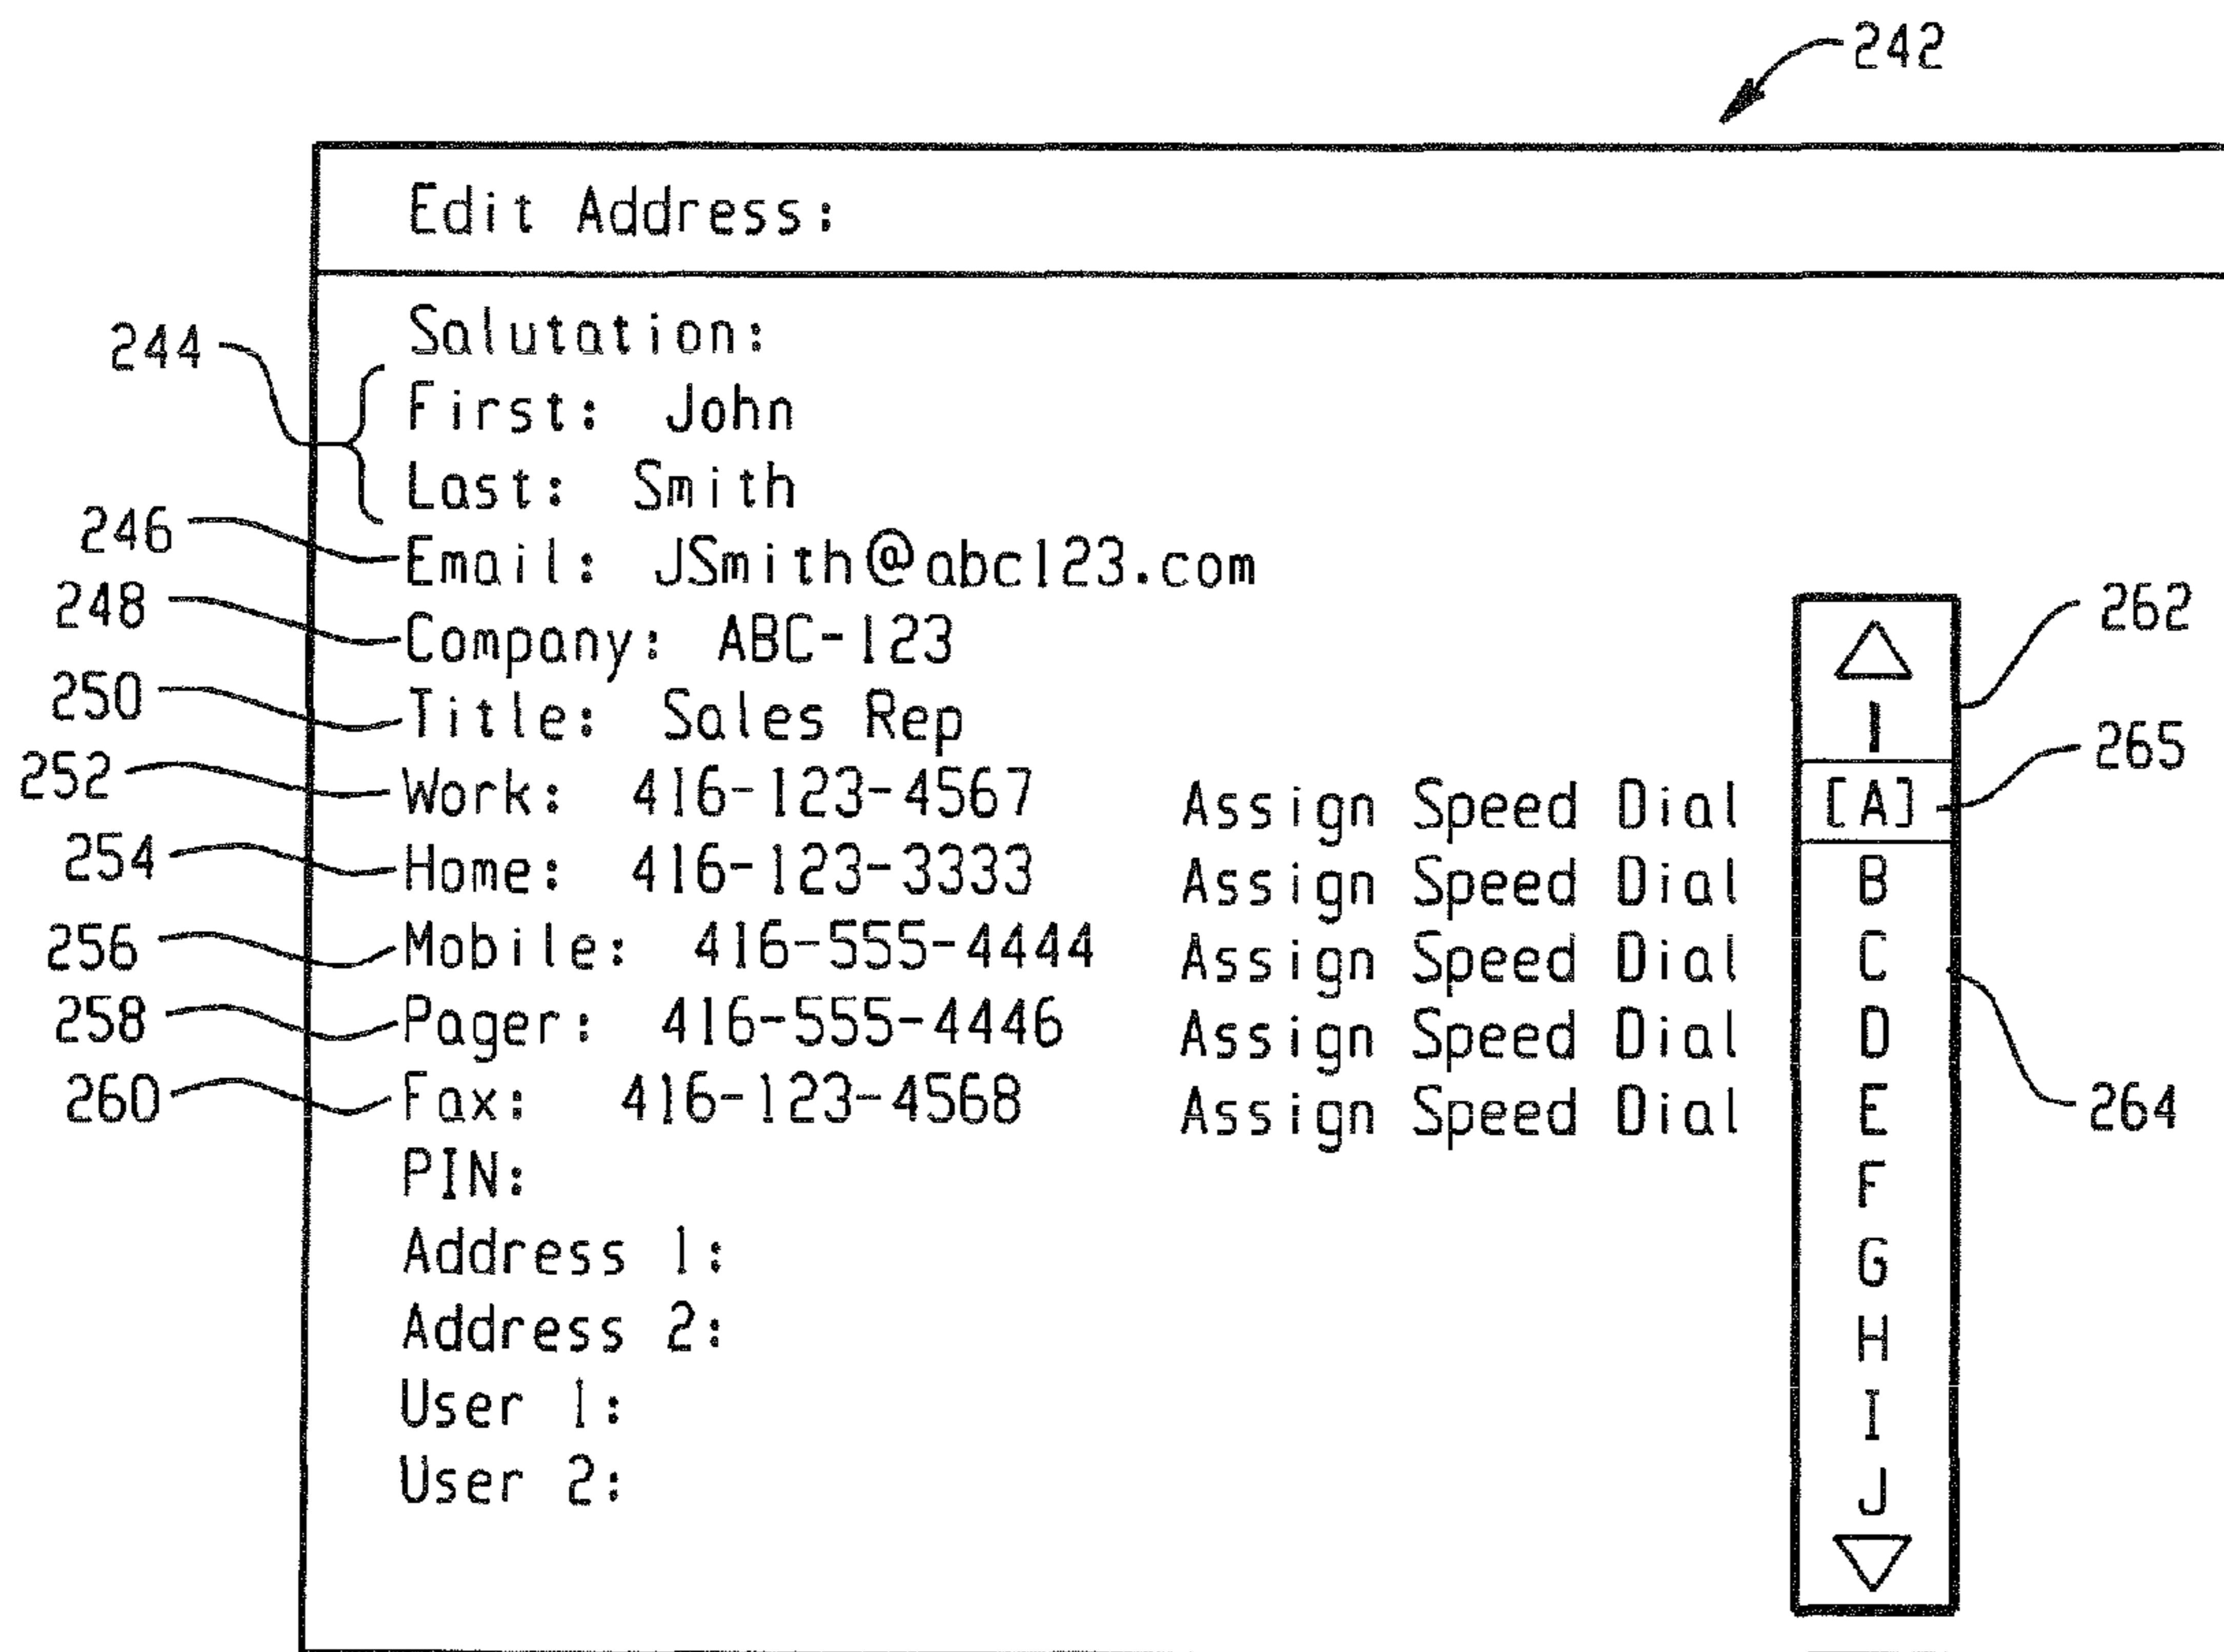 242
Edit Address:
Salutation:
244
First: John
Last: Smith
246 Email: JSmith@abc123.com
248 Company: ABC-123
262
250 Title: Sales Rep
1
265
252 Work: 416-123-4567 Assign Speed Dial [A]
254 Home: 416-123-3333 Assign Speed Dial B
256 Mobile: 416-555-4444 Assign Speed Dial C
258 Pager: 416-555-4446 Assign Speed Dial D
260 Fax: 416-123-4568 Assign Speed Dial E
264
PIN: F
Address 1: G
Address 2: H
User 1: I
User 2: J